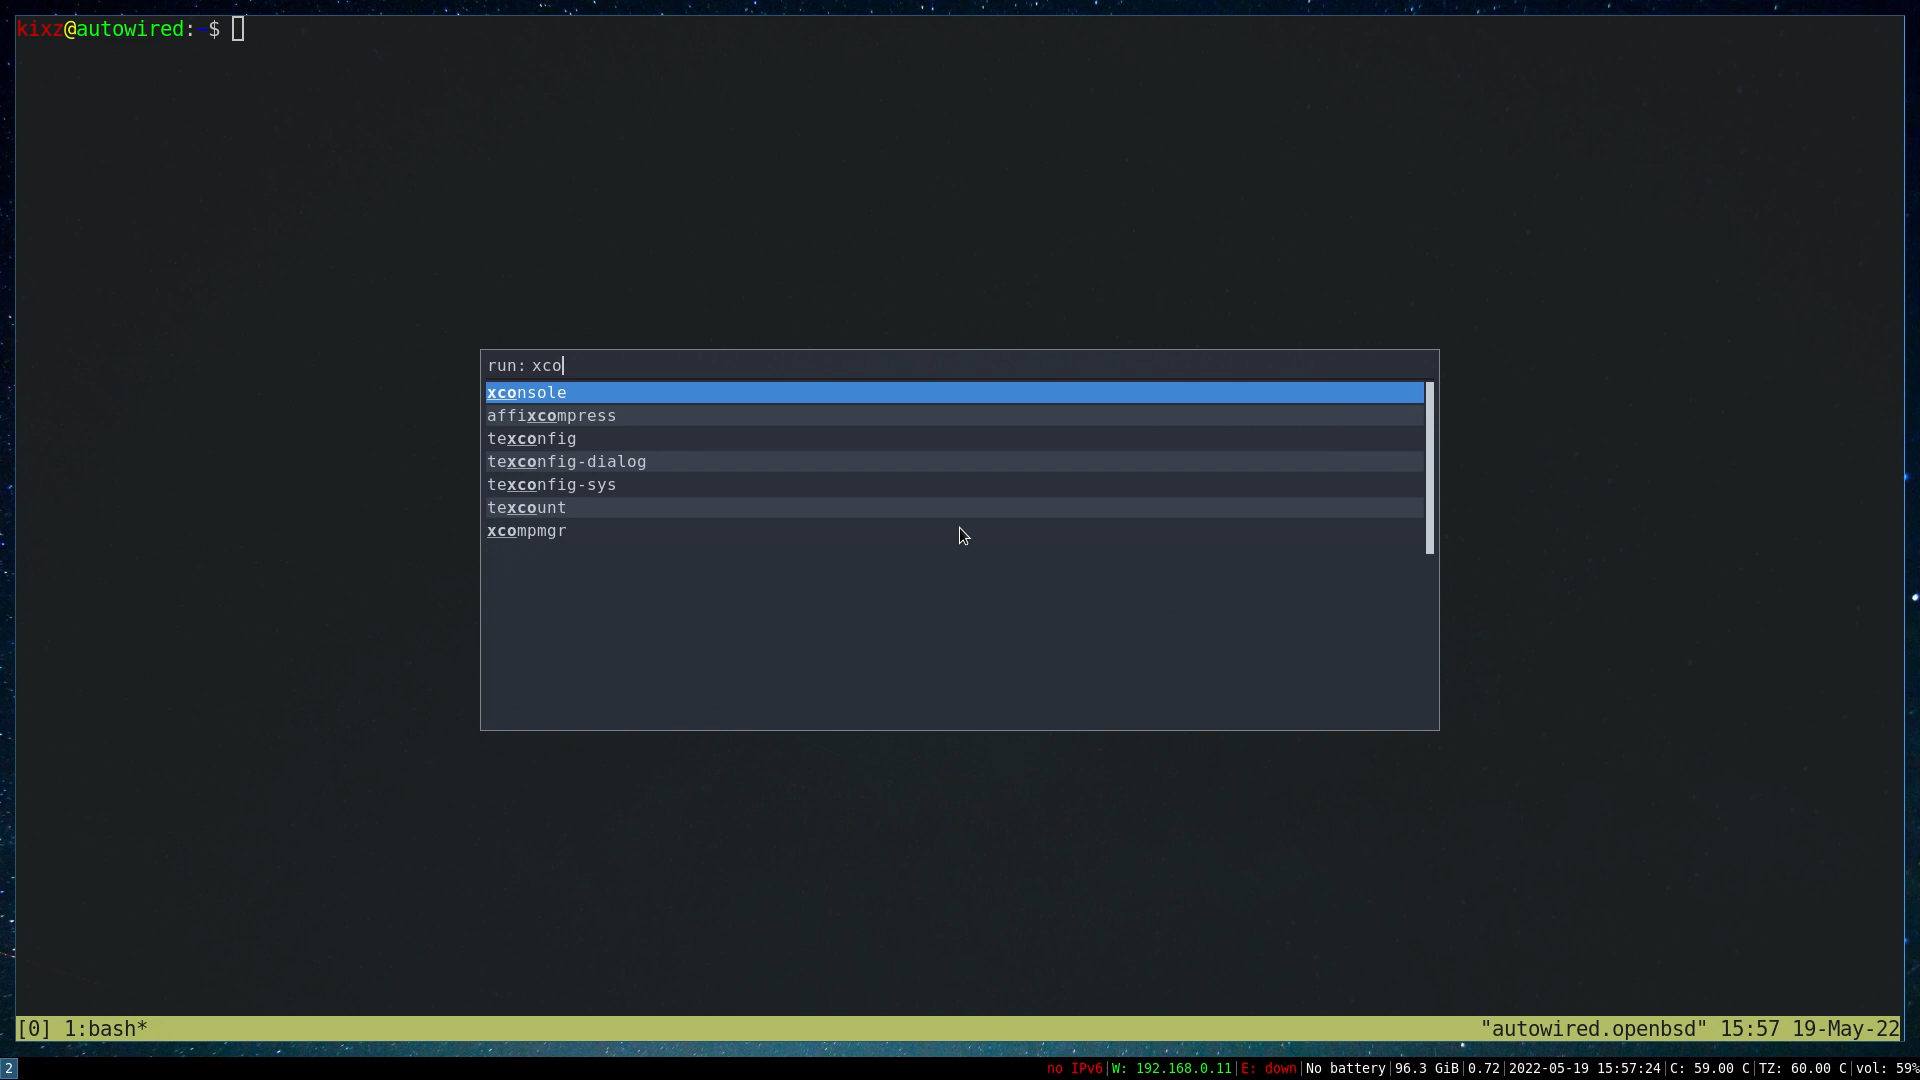 kixz@autowired:~$
run: xco
xconsole
affixcompress
texconfig
texconfig-dialog
texconfig-sys
texcount
xcompmgr
[0] 1:bash* "autowired.openbsd" 15:57 19-May-22
2 no IPv6|W: 192.168.0.11|E: down|No battery|96.3 GiB|0.72|2022-05-19 15:57:24|C: 59.00 C|TZ: 60.00 C|vol: 59%